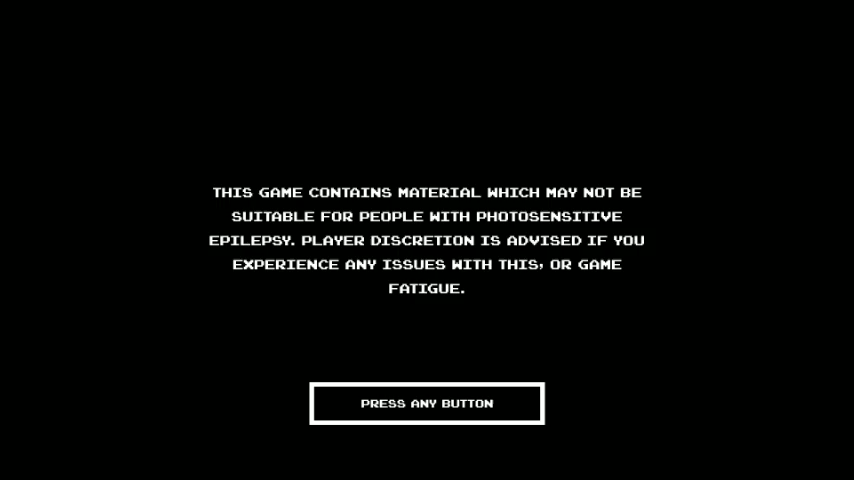 THIS GAME CONTAINS MATERIAL WHICH MAY NOT BE
SUITABLE FOR PEOPLE WITH PHOTOSENSITIVE
EPILEPSY. PLAYER DISCRETION IS ADVISED IF YOU
EXPERIENCE ANY ISSUES WITH THIS, OR GAME
FATIGUE.
PRESS ANY BUTTON